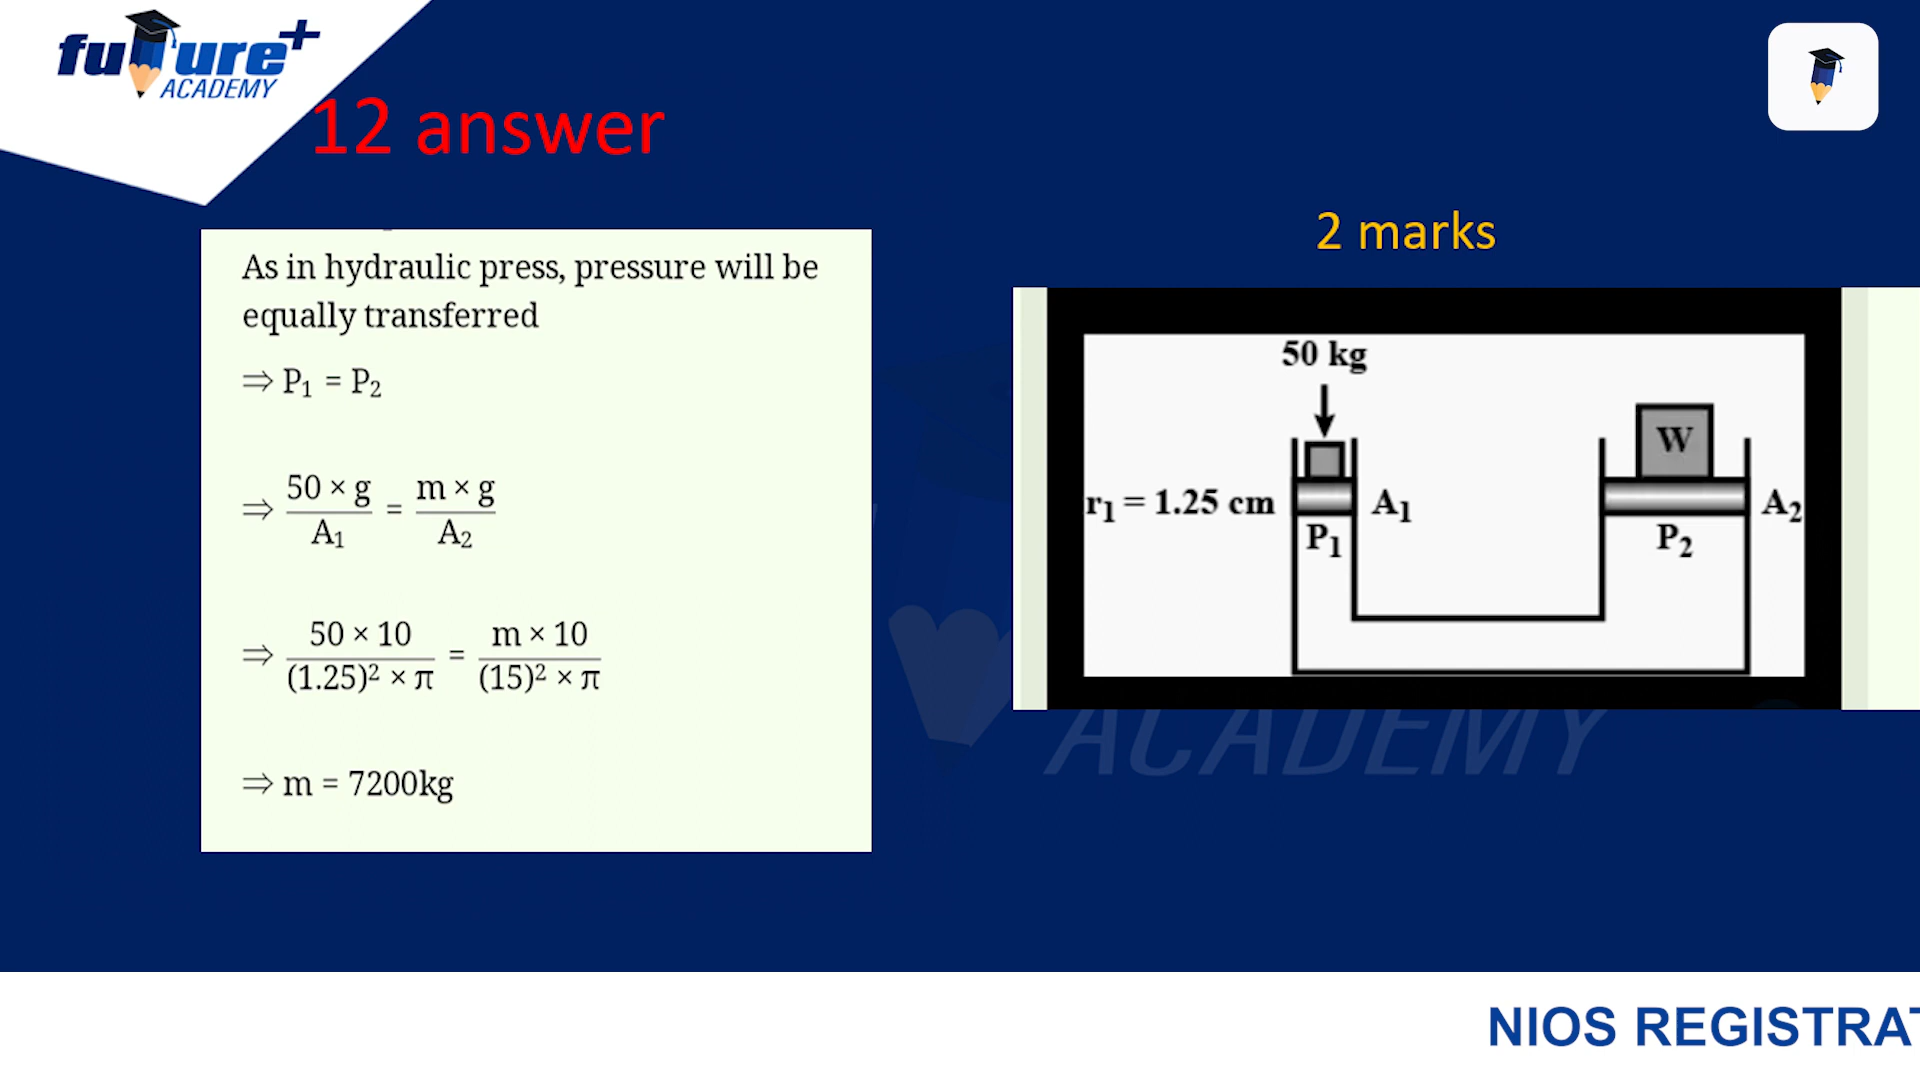 future+
ACADEMY
12 answer
2 marks
As in hydraulic press, pressure will be
equally transferred
⇒ P₁ = P₂
⇒ 50 × g / A₁ = m × g / A₂
⇒ 50 × 10 / (1.25)² × π = m × 10 / (15)² × π
⇒ m = 7200kg
50 kg
W
r₁ = 1.25 cm
A₁
A₂
P₁
P₂
ACADEMY
NIOS REGISTRAT